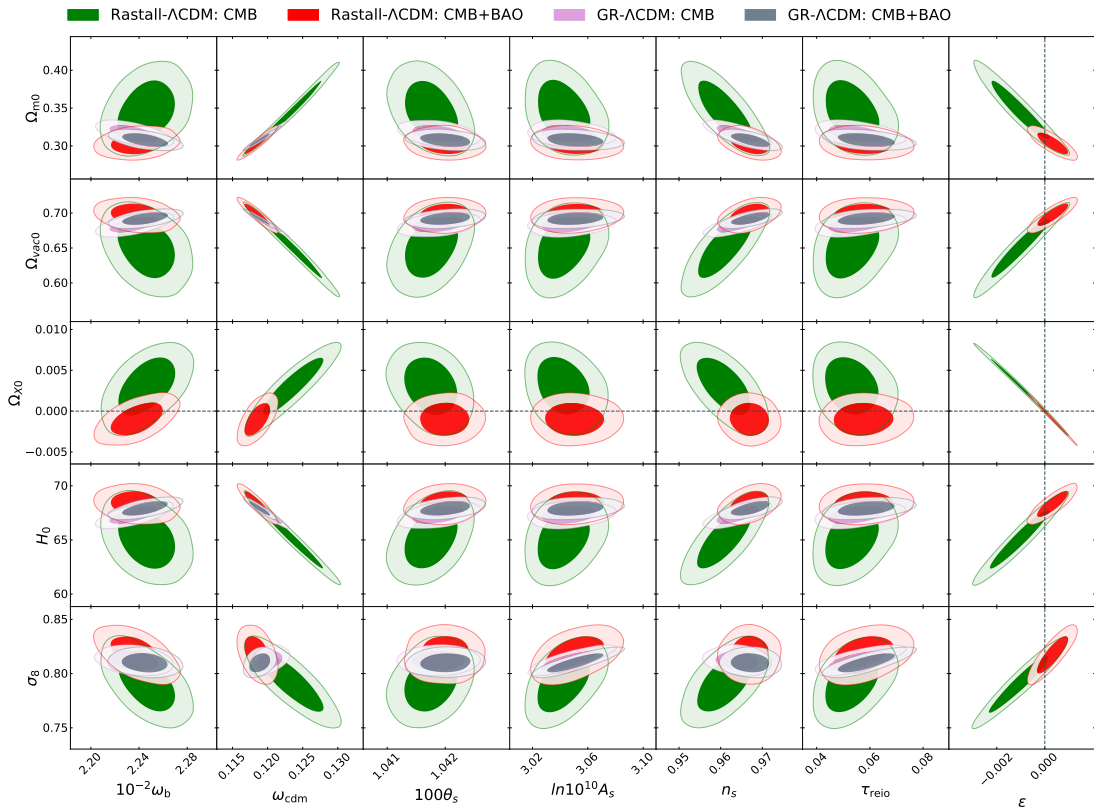 Rastall-ΛCDM: CMB Rastall-ΛCDM: CMB+BAO GR-ΛCDM: CMB GR-ΛCDM: CMB+BAO
0.40
0.35
0.30
Ωm0
0.70
0.65
0.60
Ωvac0
0.010
0.005
0.000
−0.005
ΩX0
70
65
60
H0
0.85
0.80
0.75
σ8
2.20 2.24 2.28 0.115 0.120 0.125 0.130 1.041 1.042 3.02 3.06 3.10 0.95 0.96 0.97 0.04 0.06 0.08 −0.002 0.000
10⁻²ωb ωcdm 100θs ln10¹⁰As ns τreio ε